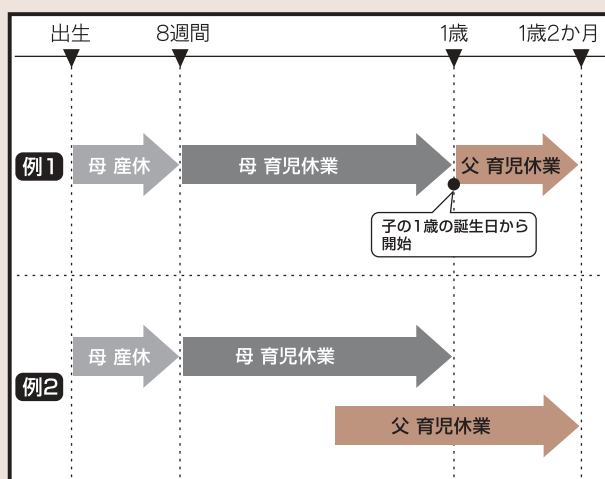 出生 8週間 1歳 1歳2か月
例1 母 産休 母 育児休業 父 育児休業
子の1歳の誕生日から
開始
母 産休 母 育児休業
例2
父 育児休業